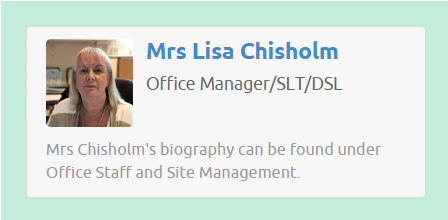 Mrs Lisa Chisholm
Office Manager/SLT/DSL
Mrs Chisholm's biography can be found under
Office Staff and Site Management.